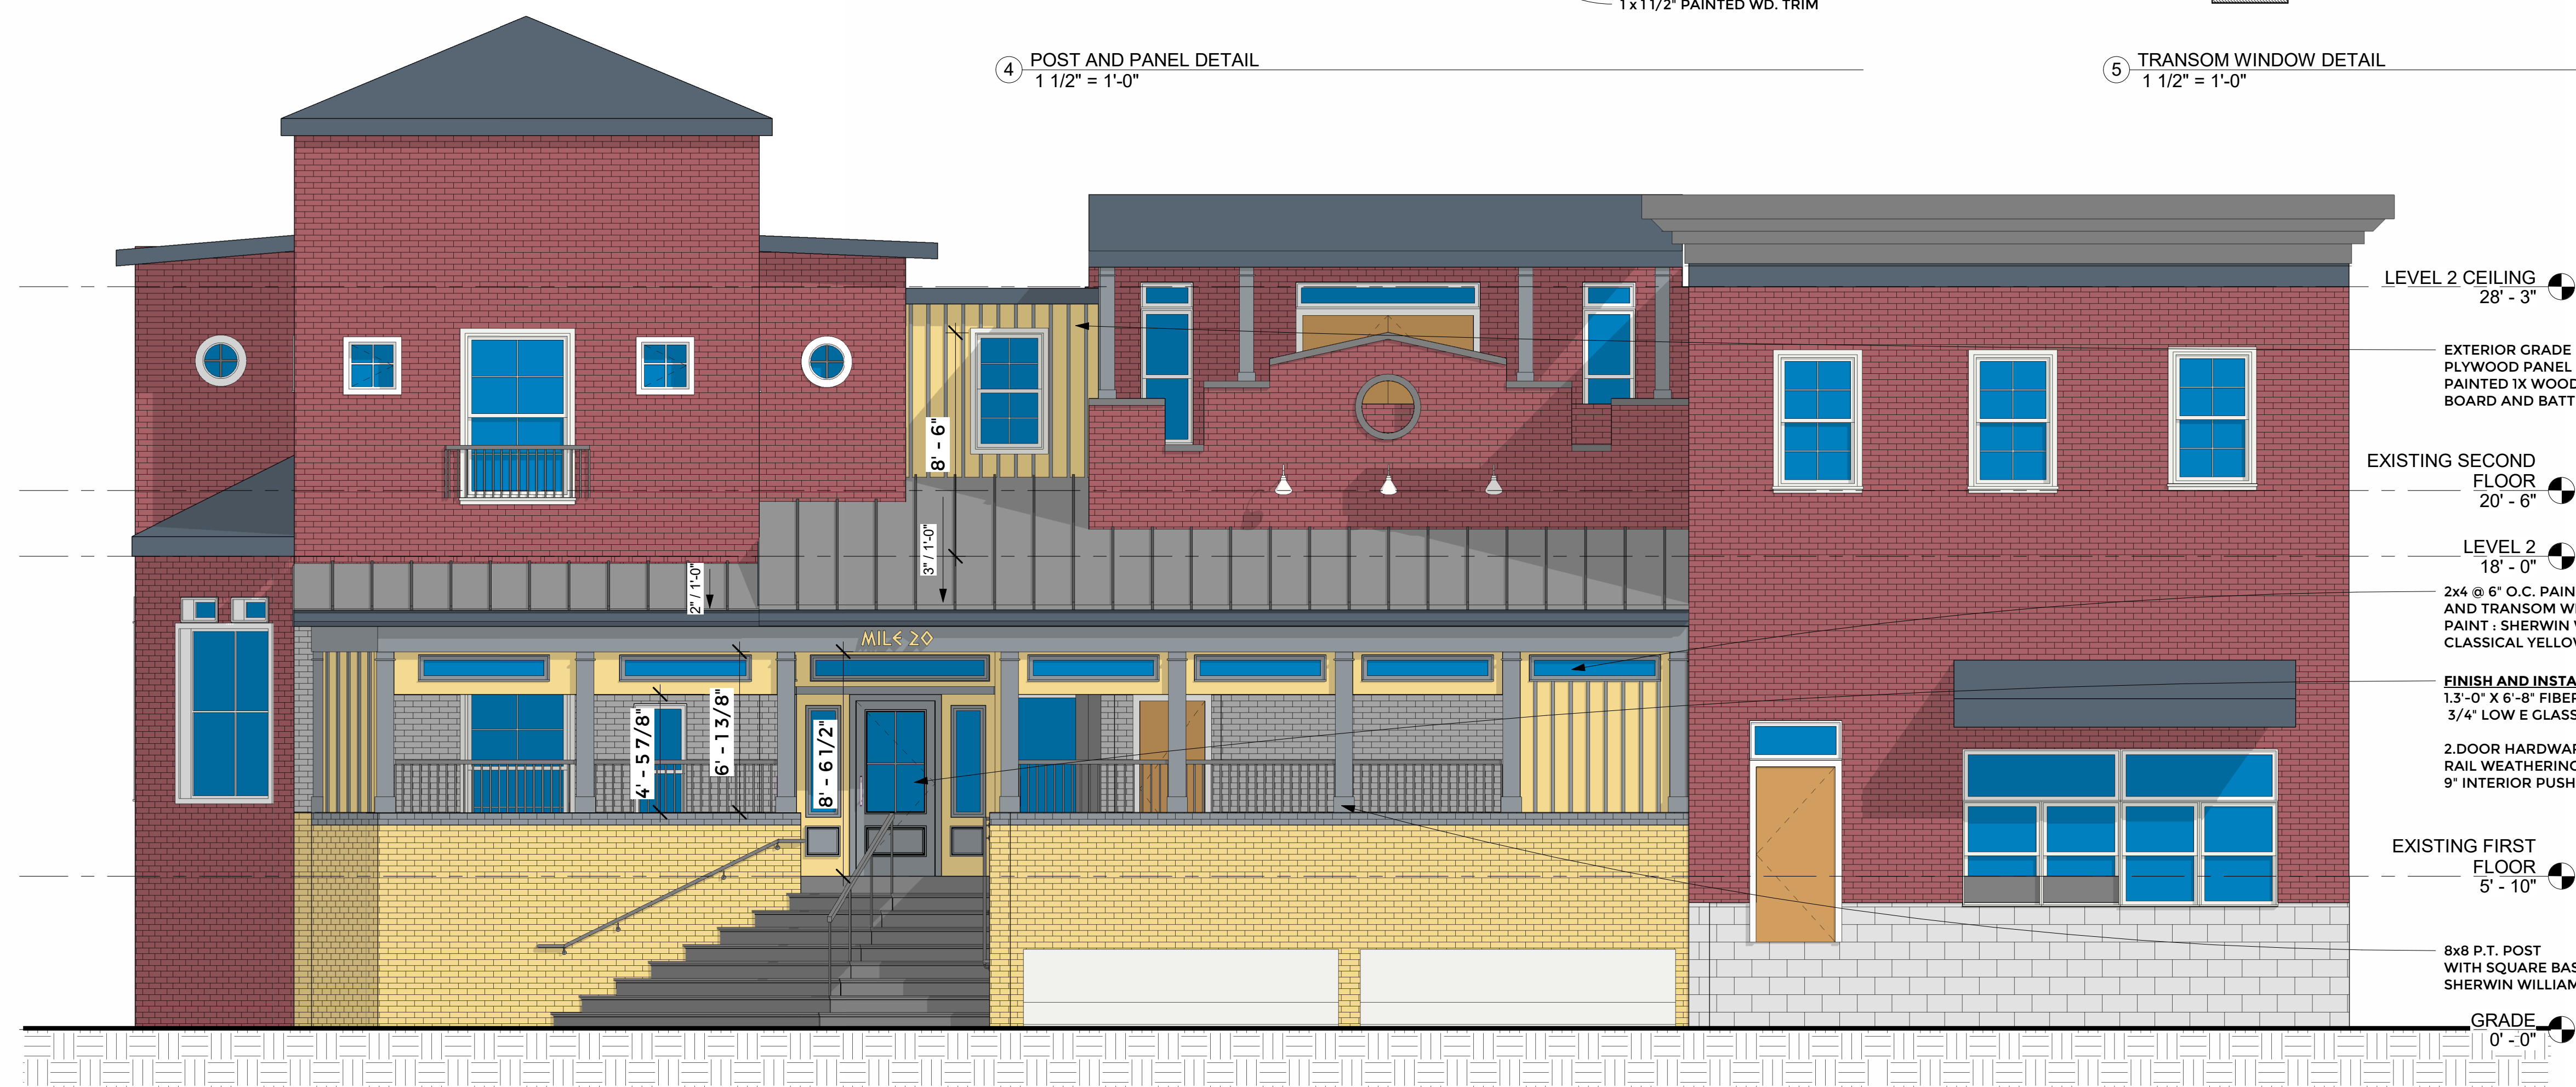 1 x 1 1/2" PAINTED WD. TRIM
4 POST AND PANEL DETAIL
1 1/2" = 1'-0"
5 TRANSOM WINDOW DETAIL
1 1/2" = 1'-0"
LEVEL 2 CEILING
28' - 3"
EXTERIOR GRADE
PLYWOOD PANEL
PAINTED 1X WOOD
BOARD AND BATT
8' - 6"
EXISTING SECOND
FLOOR
20' - 6"
3" / 1'-0"
2" / 1'-0"
LEVEL 2
18' - 0"
2x4 @ 6" O.C. PAIN
AND TRANSOM W
PAINT : SHERWIN
CLASSICAL YELLOW
MILE 20
4' - 5 7/8"
6' - 1 3/8"
8' - 6 1/2"
FINISH AND INSTA
1.3'-0" X 6'-8" FIBER
3/4" LOW E GLASS
2.DOOR HARDWAR
RAIL WEATHERING
9" INTERIOR PUSH
EXISTING FIRST
FLOOR
5' - 10"
8x8 P.T. POST
WITH SQUARE BAS
SHERWIN WILLIAM
GRADE
0' - 0"